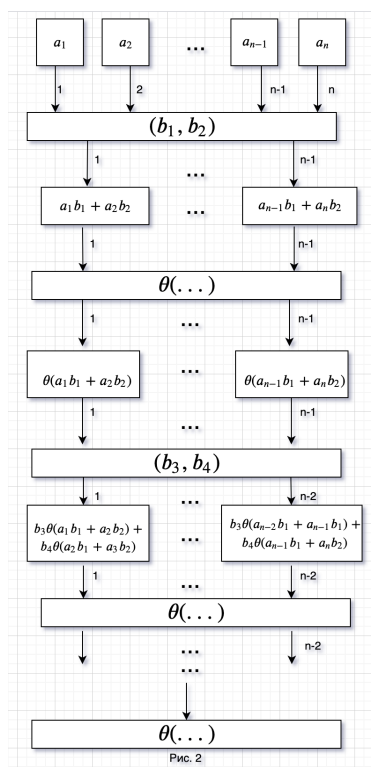 a₁ a₂ ... aₙ₋₁ aₙ
1 2 n-1 n
(b₁, b₂)
1 n-1
...
a₁b₁ + a₂b₂ ... aₙ₋₁b₁ + aₙb₂
1 n-1
θ(. . .)
1 n-1
...
θ(a₁b₁ + a₂b₂) ... θ(aₙ₋₁b₁ + aₙb₂)
1 ... n-1
(b₃, b₄)
1 n-2
...
b₃θ(a₁b₁ + a₂b₂) + ... b₃θ(aₙ₋₂b₁ + aₙ₋₁b₁) +
b₄θ(a₂b₁ + a₃b₂) b₄θ(aₙ₋₁b₁ + aₙb₂)
1 n-2
...
θ(. . .)
n-2
...
...
θ(. . .)
Рис. 2